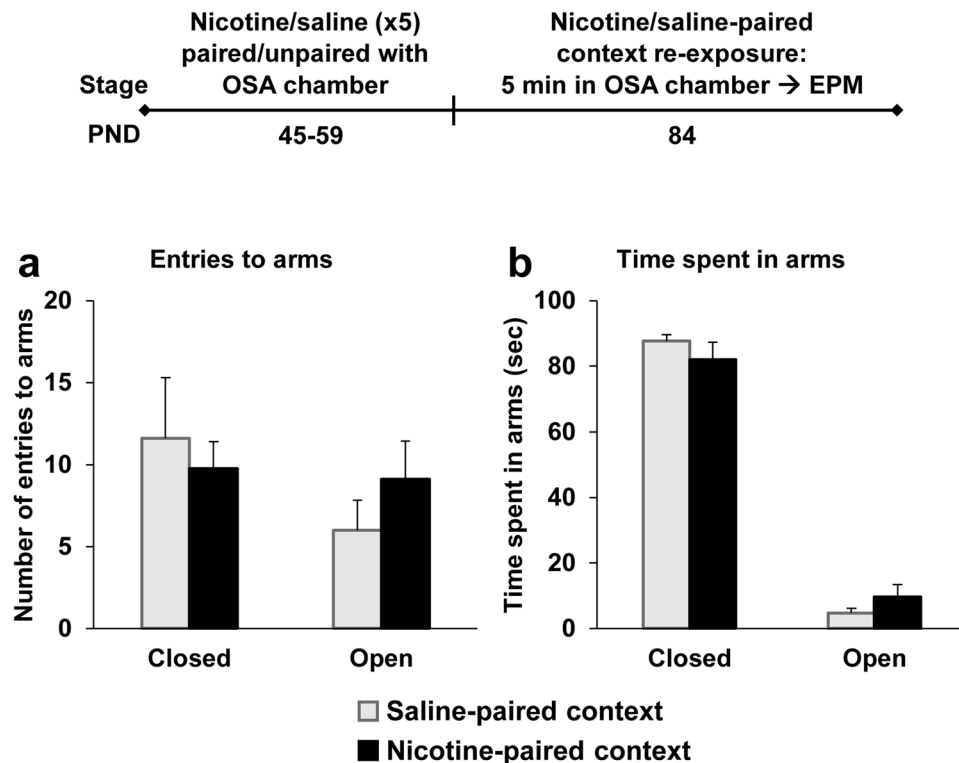 Nicotine/saline (x5)
paired/unpaired with
OSA chamber
Nicotine/saline-paired
context re-exposure:
5 min in OSA chamber → EPM
Stage
PND
45-59
84
a
Entries to arms
Number of entries to arms
20
15
10
5
0
Closed
Open
b
Time spent in arms
Time spent in arms (sec)
100
80
60
40
20
0
Closed
Open
Saline-paired context
Nicotine-paired context